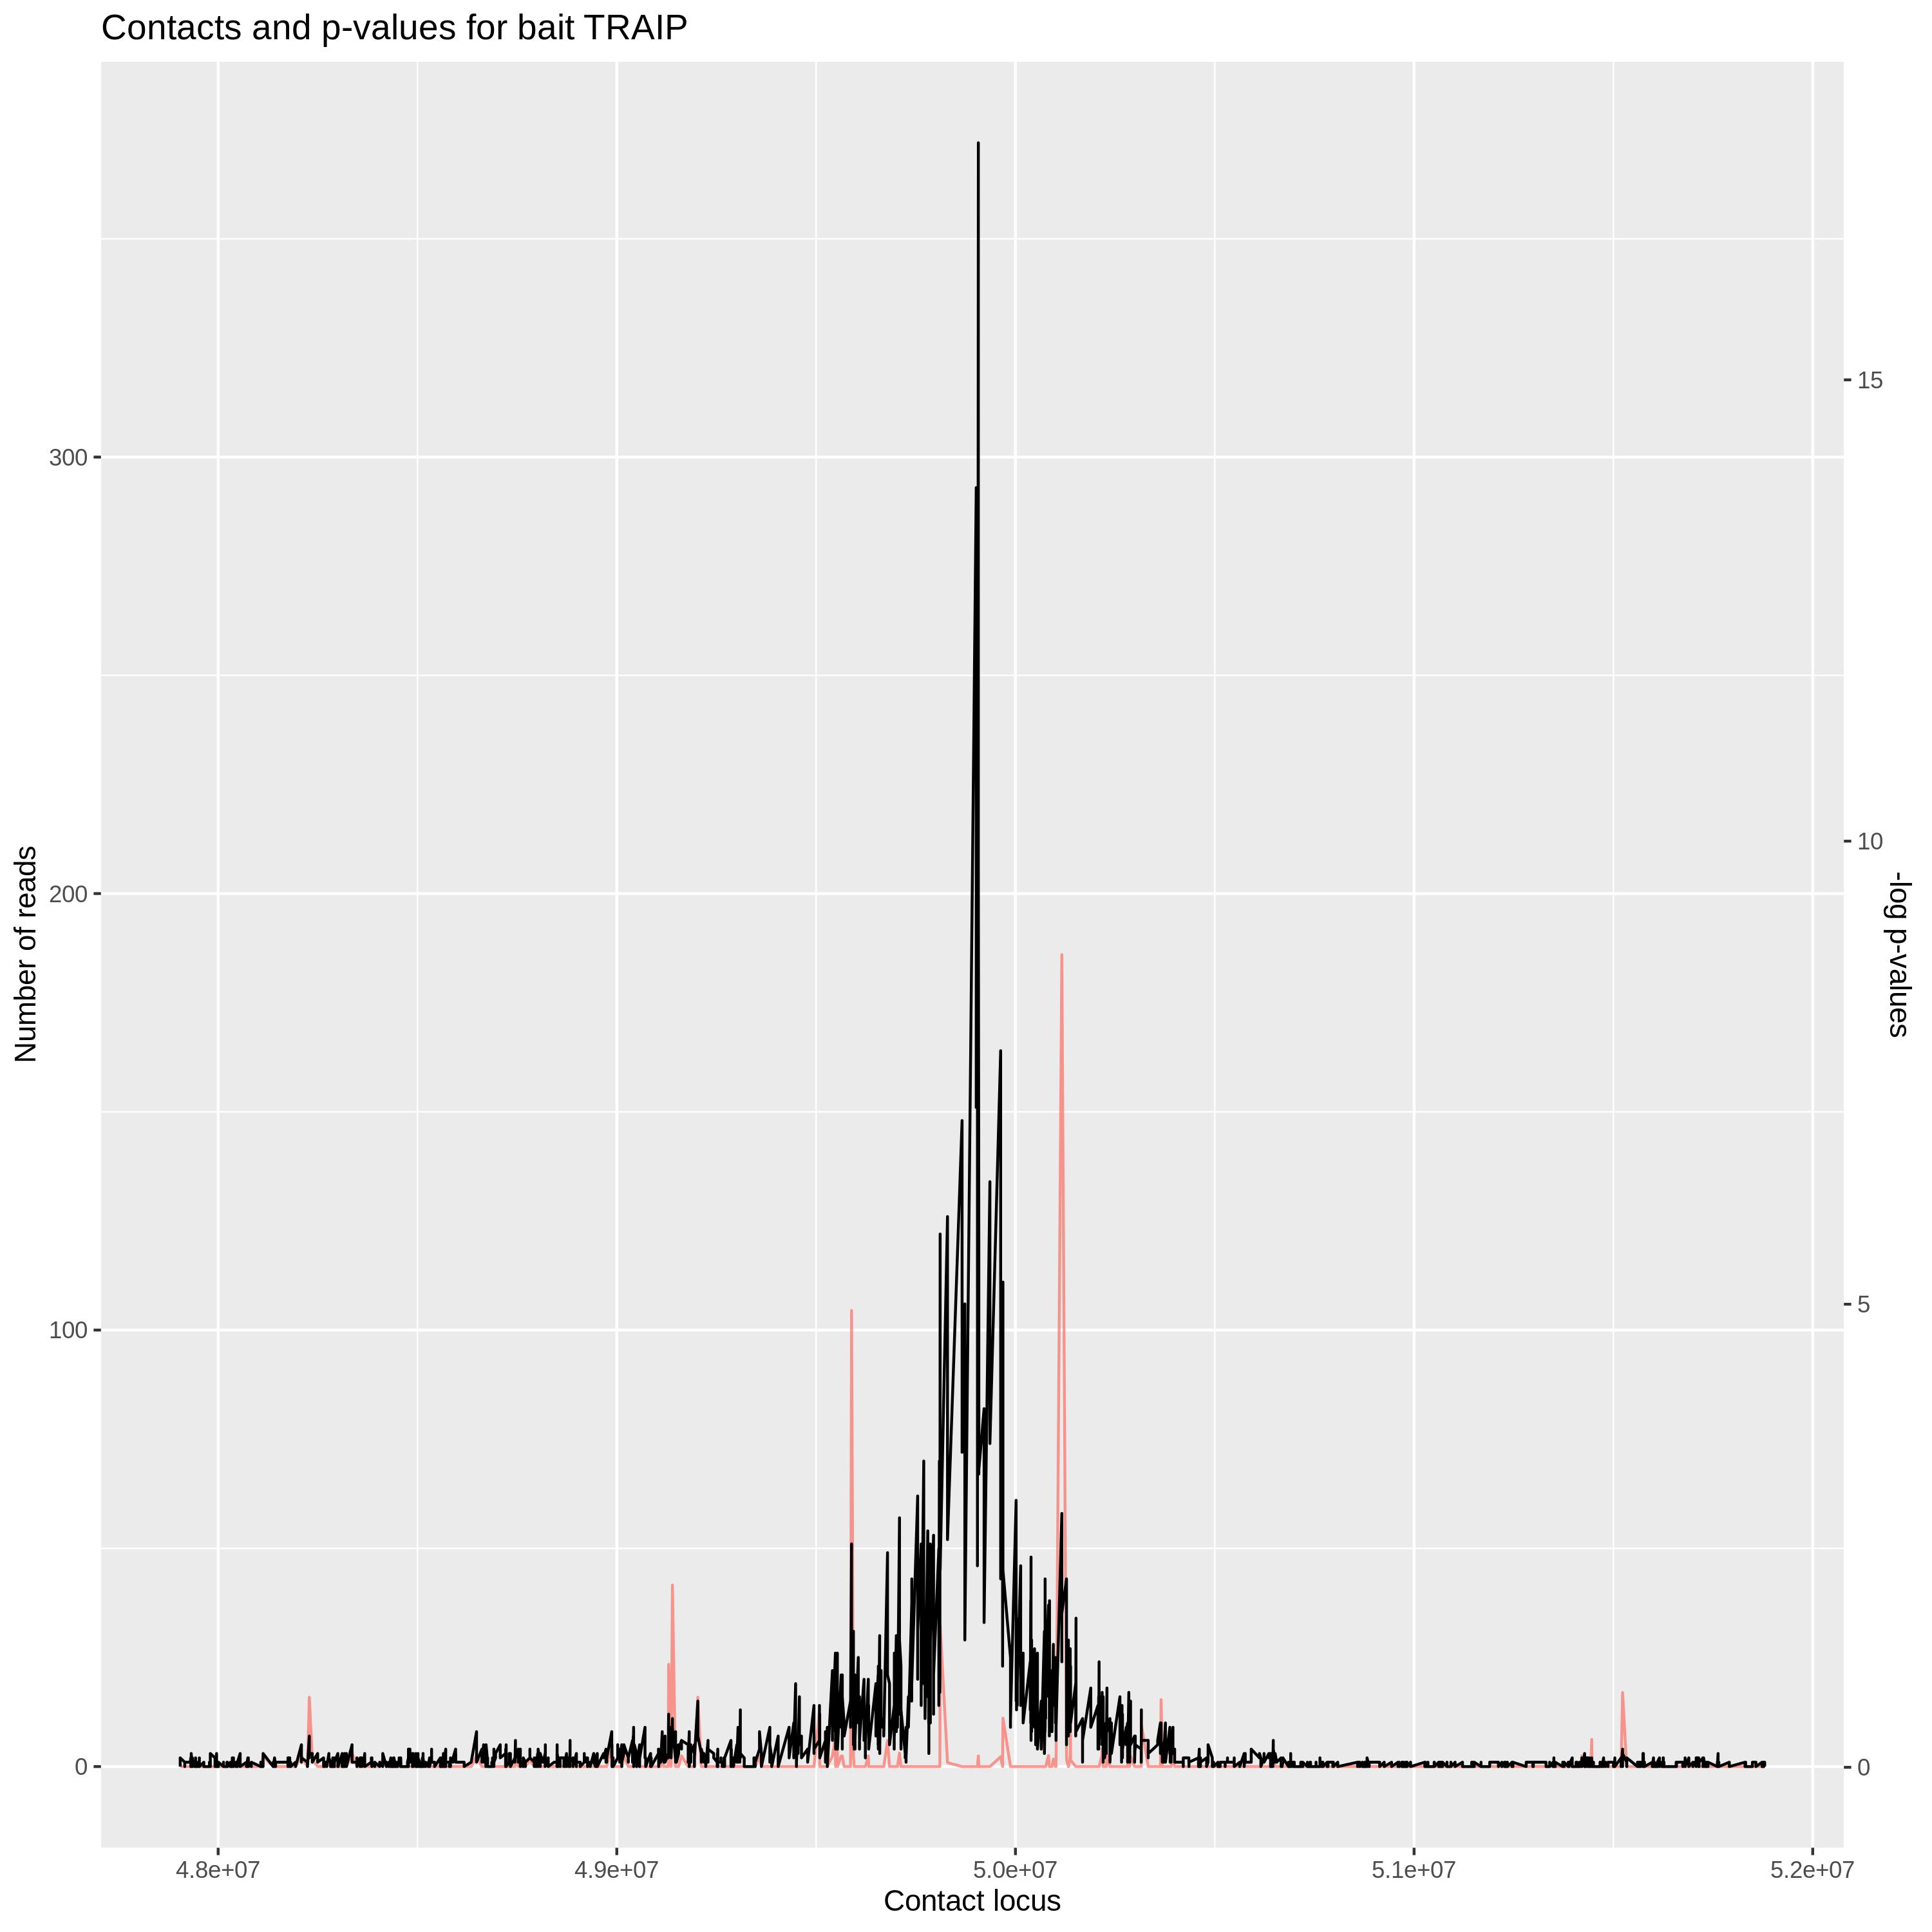 Contacts and p-values for bait TRAIP
Number of reads
300
200
100
0
15
10
5
0
-log p-values
4.8e+07 4.9e+07 5.0e+07 5.1e+07 5.2e+07
Contact locus